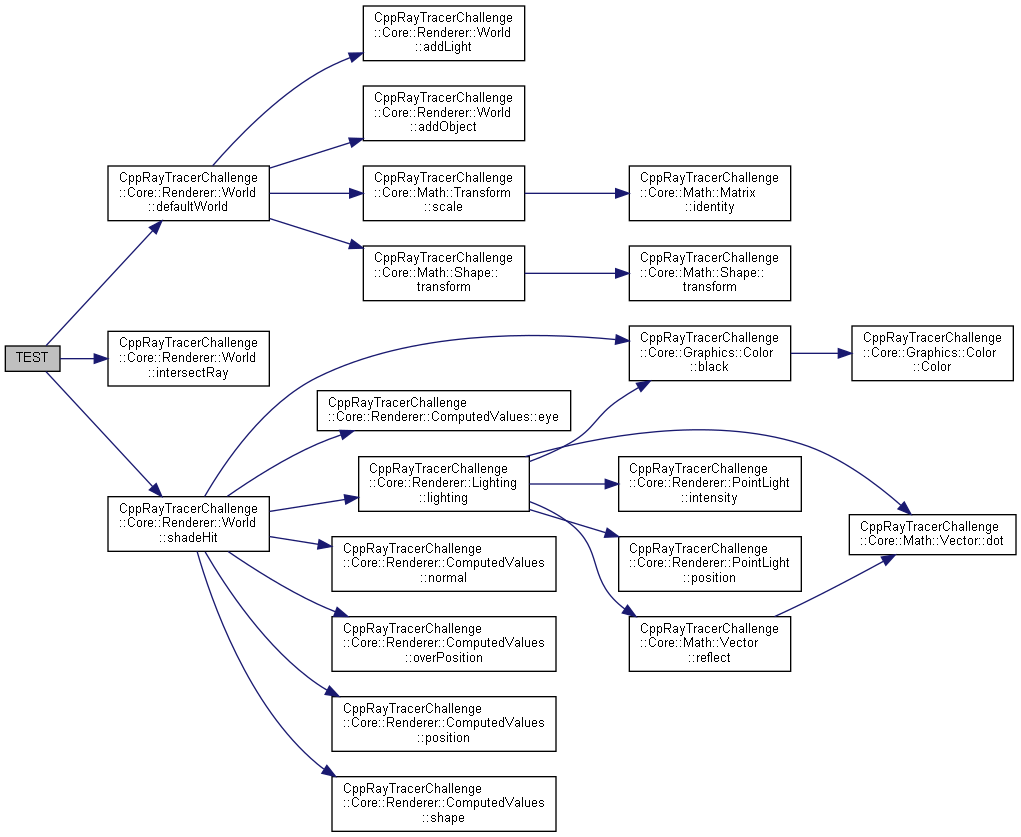 CppRayTracerChallenge
::Core::Renderer::World
::addLight
CppRayTracerChallenge
::Core::Renderer::World
::addObject
CppRayTracerChallenge
::Core::Renderer::World
::defaultWorld
CppRayTracerChallenge
::Core::Math::Transform
::scale
CppRayTracerChallenge
::Core::Math::Matrix
::identity
CppRayTracerChallenge
::Core::Math::Shape::
transform
CppRayTracerChallenge
::Core::Math::Shape::
transform
TEST
CppRayTracerChallenge
::Core::Renderer::World
::intersectRay
CppRayTracerChallenge
::Core::Graphics::Color
::black
CppRayTracerChallenge
::Core::Graphics::Color
::Color
CppRayTracerChallenge
::Core::Renderer::ComputedValues::eye
CppRayTracerChallenge
::Core::Renderer::Lighting
::lighting
CppRayTracerChallenge
::Core::Renderer::PointLight
::intensity
CppRayTracerChallenge
::Core::Renderer::World
::shadeHit
CppRayTracerChallenge
::Core::Math::Vector::dot
CppRayTracerChallenge
::Core::Renderer::ComputedValues
::normal
CppRayTracerChallenge
::Core::Renderer::PointLight
::position
CppRayTracerChallenge
::Core::Renderer::ComputedValues
::overPosition
CppRayTracerChallenge
::Core::Math::Vector
::reflect
CppRayTracerChallenge
::Core::Renderer::ComputedValues
::position
CppRayTracerChallenge
::Core::Renderer::ComputedValues
::shape